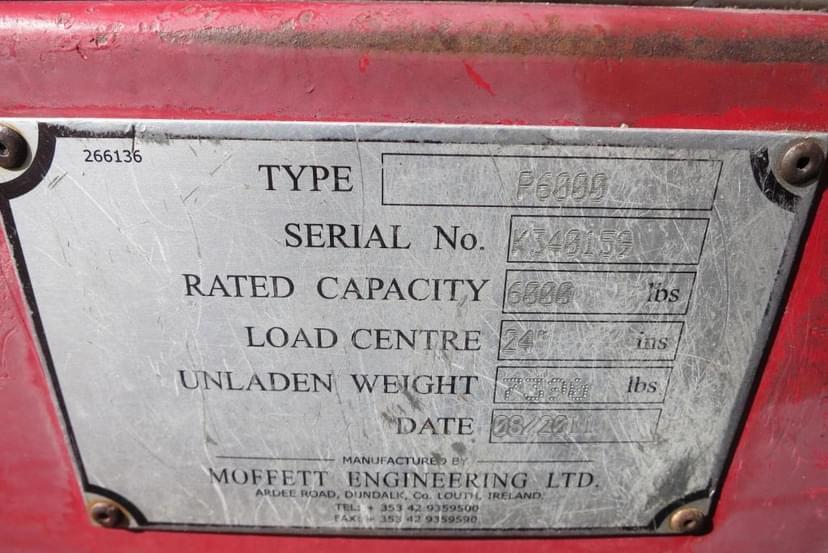 266136
TYPE P6000
SERIAL No. K340159
RATED CAPACITY 6000 lbs
LOAD CENTRE 24" ins
UNLADEN WEIGHT lbs
DATE
MANUFACTURED BY
MOFFETT ENGINEERING LTD.
ARDEE ROAD, DUNDALK, Co. LOUTH, IRELAND.
TEL: + 353 42 9359500
FAX: + 353 42 9359590